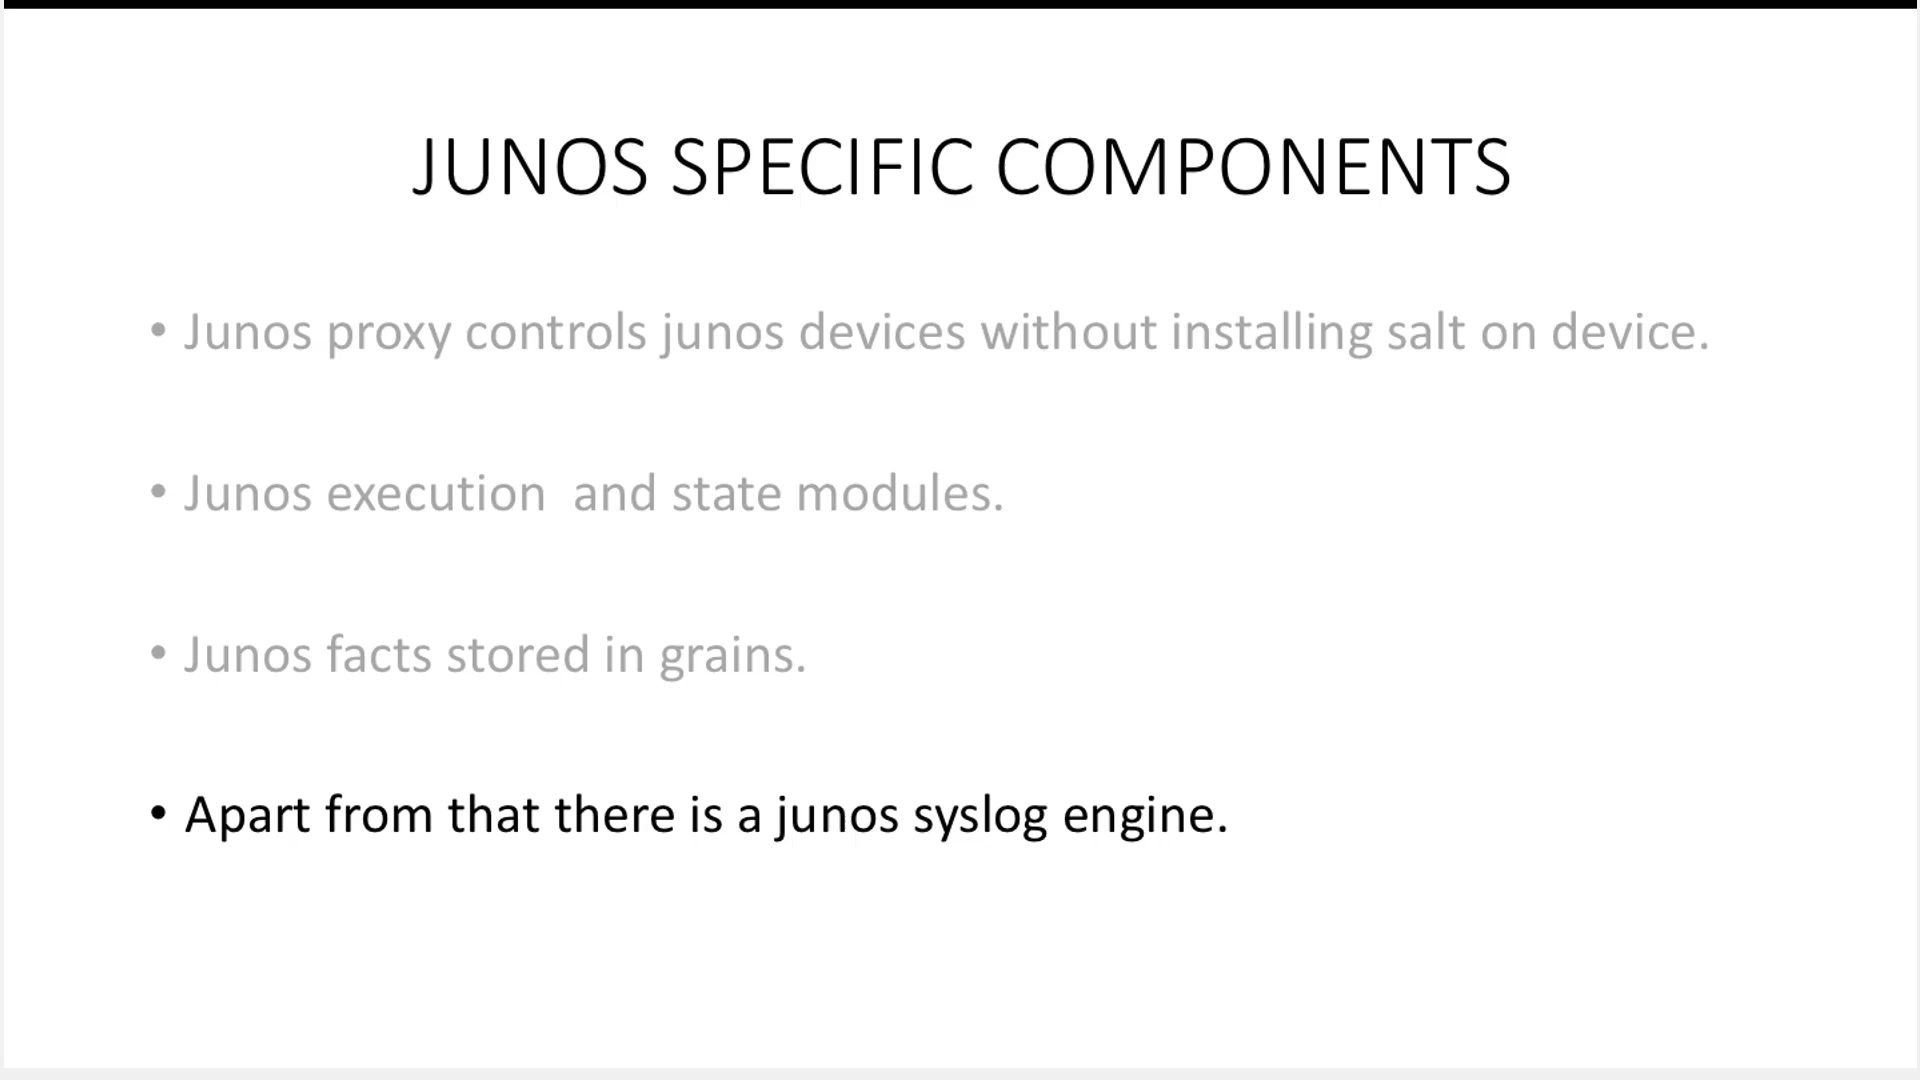 JUNOS SPECIFIC COMPONENTS
• Junos proxy controls junos devices without installing salt on device.
• Junos execution  and state modules.
• Junos facts stored in grains.
• Apart from that there is a junos syslog engine.